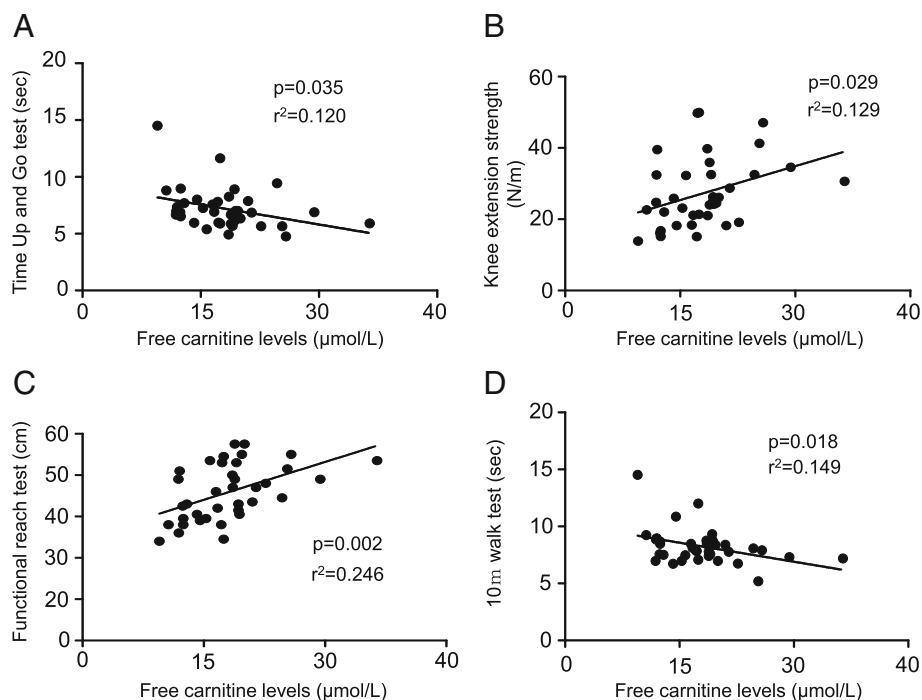 A
Time Up and Go test (sec)
20
15
10
5
0
p=0.035
r²=0.120
0 15 30 40
Free carnitine levels (µmol/L)
B
Knee extension strength
(N/m)
60
40
20
0
p=0.029
r²=0.129
0 15 30 40
Free carnitine levels (µmol/L)
C
Functional reach test (cm)
60
50
40
30
0
p=0.002
r²=0.246
0 15 30 40
Free carnitine levels (µmol/L)
D
10m walk test (sec)
20
15
10
5
0
p=0.018
r²=0.149
0 15 30 40
Free carnitine levels (µmol/L)